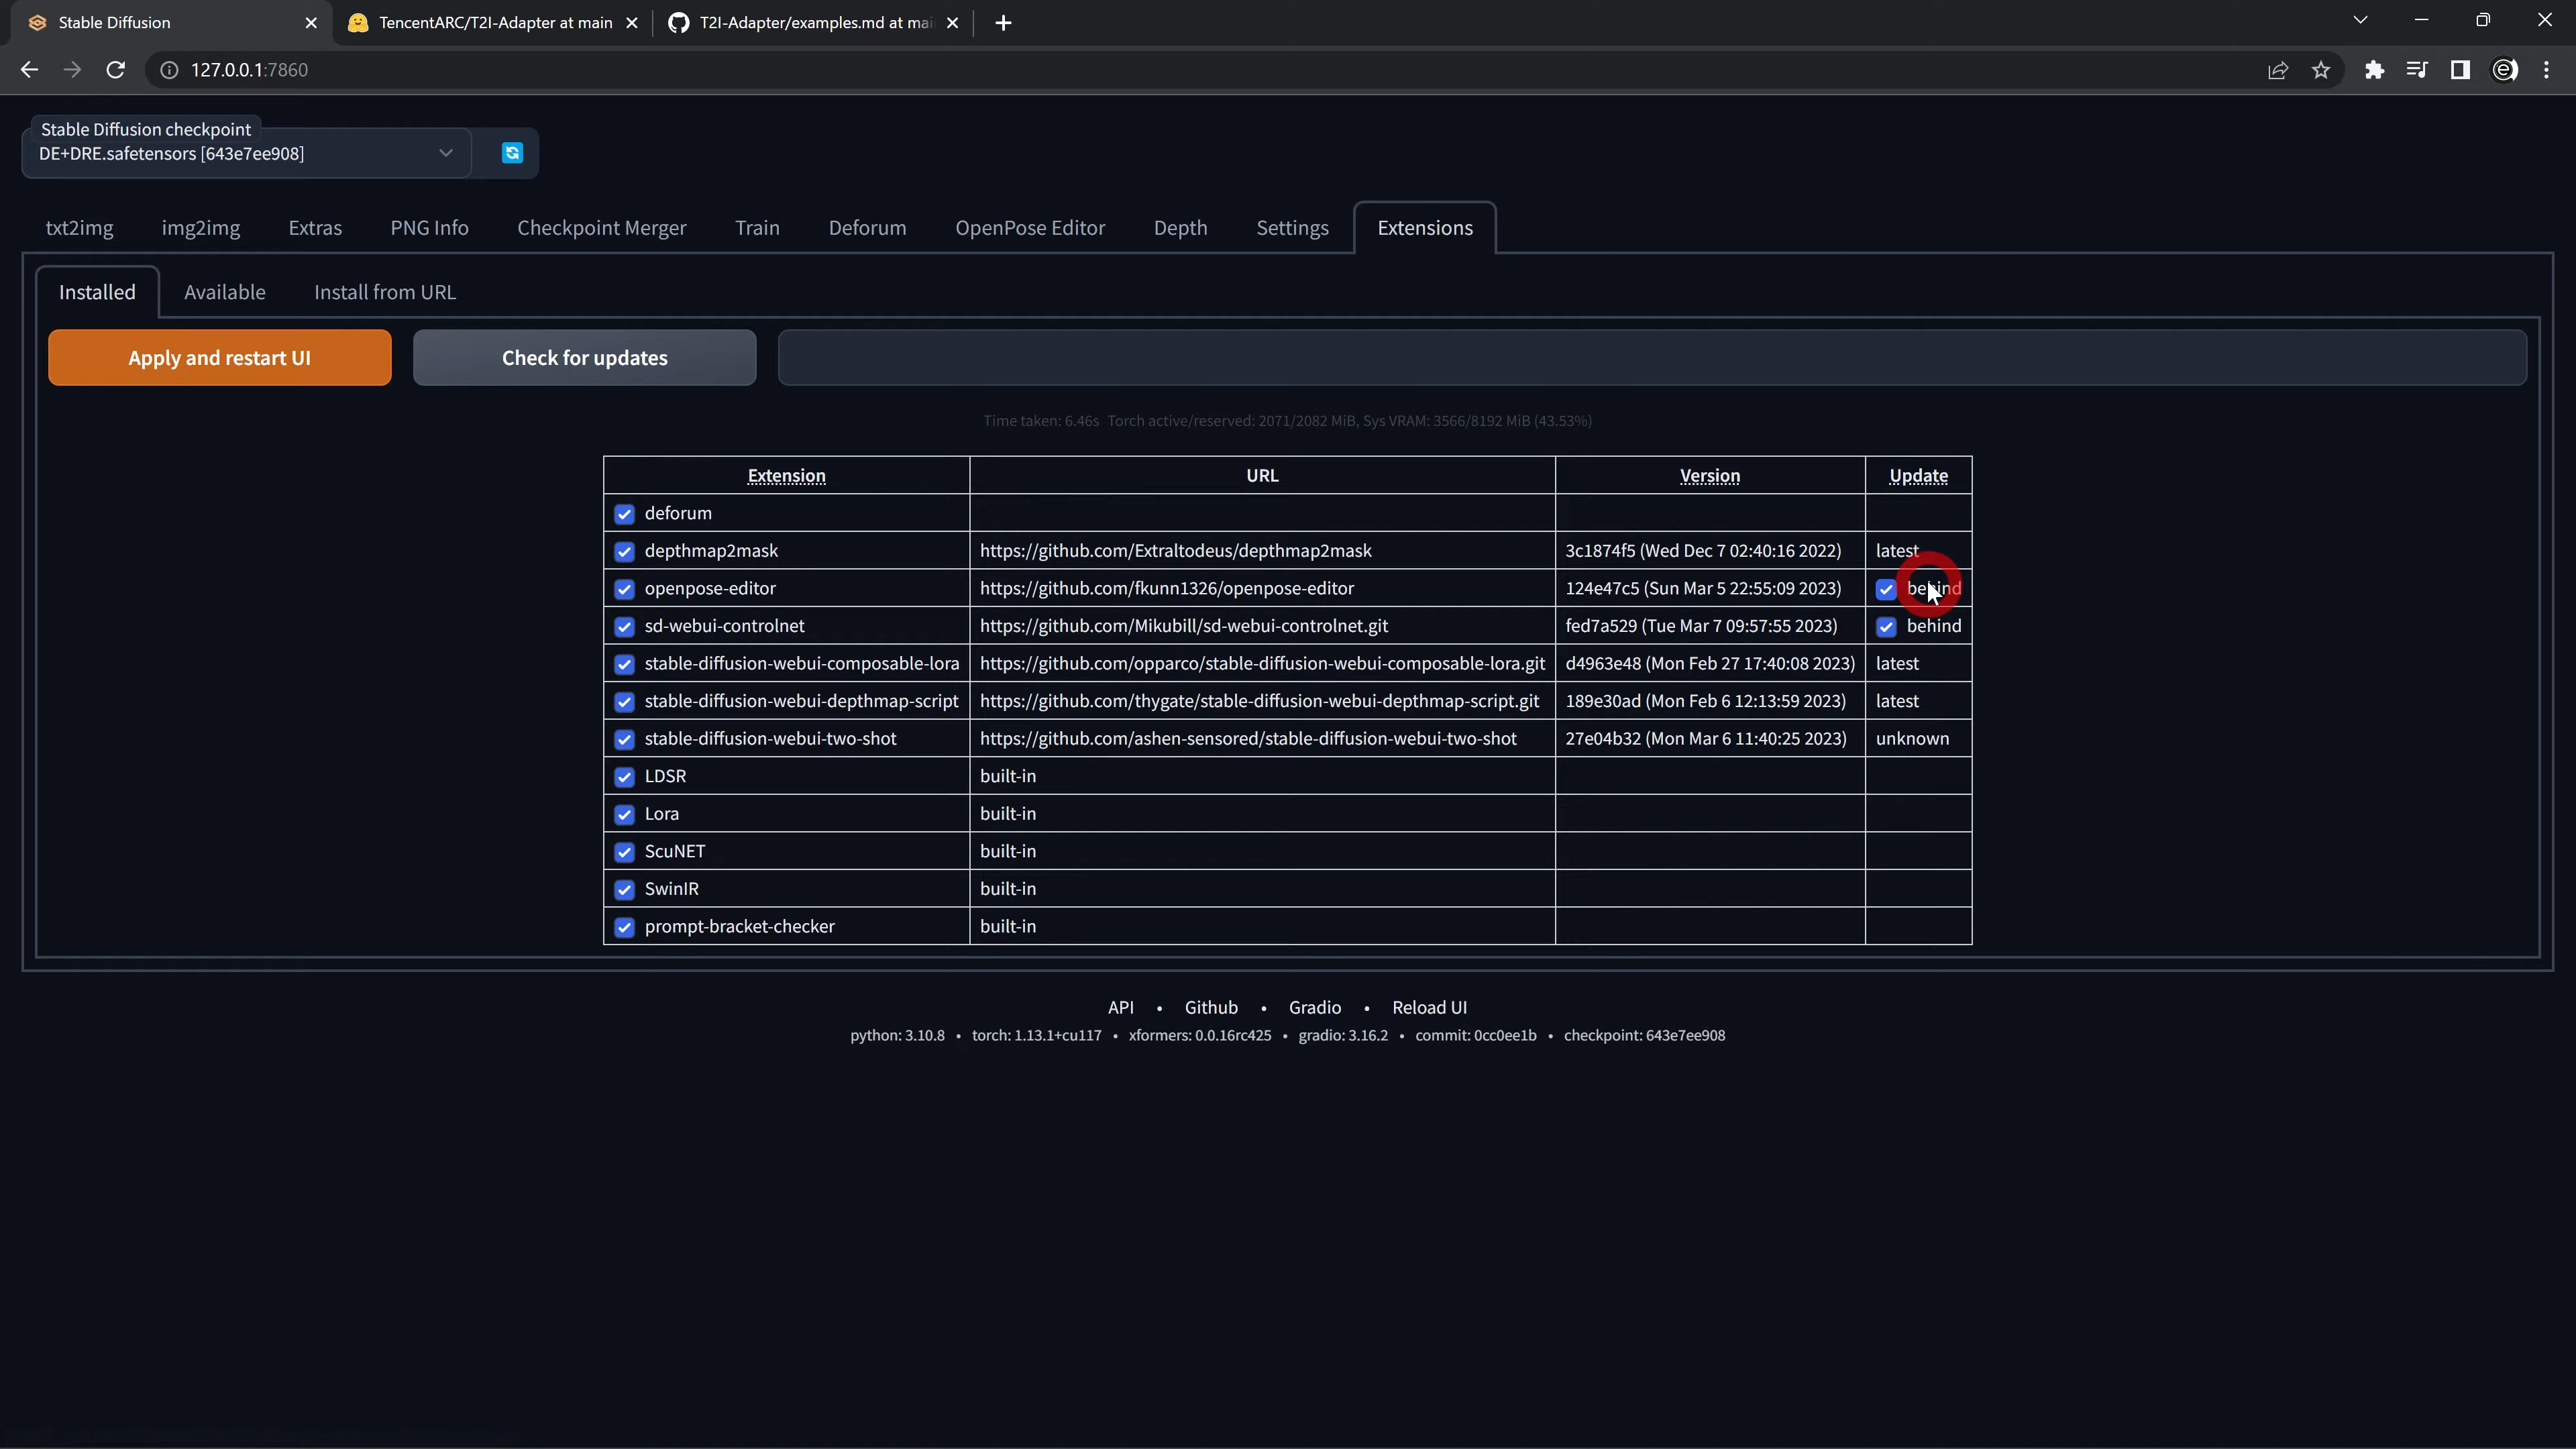 Stable Diffusion
TencentARC/T2I-Adapter at main
T2I-Adapter/examples.md at mai
127.0.0.1:7860
Stable Diffusion checkpoint
DE+DRE.safetensors [643e7ee908]
txt2img img2img Extras PNG Info Checkpoint Merger Train Deforum OpenPose Editor Depth Settings Extensions
Installed Available Install from URL
Apply and restart UI Check for updates
Time taken: 6.46s Torch active/reserved: 2071/2082 MiB, Sys VRAM: 3566/8192 MiB (43.53%)
Extension URL Version Update
deforum
depthmap2mask https://github.com/Extraltodeus/depthmap2mask 3c1874f5 (Wed Dec 7 02:40:16 2022) latest
openpose-editor https://github.com/fkunn1326/openpose-editor 124e47c5 (Sun Mar 5 22:55:09 2023) behind
sd-webui-controlnet https://github.com/Mikubill/sd-webui-controlnet.git fed7a529 (Tue Mar 7 09:57:55 2023) behind
stable-diffusion-webui-composable-lora https://github.com/opparco/stable-diffusion-webui-composable-lora.git d4963e48 (Mon Feb 27 17:40:08 2023) latest
stable-diffusion-webui-depthmap-script https://github.com/thygate/stable-diffusion-webui-depthmap-script.git 189e30ad (Mon Feb 6 12:13:59 2023) latest
stable-diffusion-webui-two-shot https://github.com/ashen-sensored/stable-diffusion-webui-two-shot 27e04b32 (Mon Mar 6 11:40:25 2023) unknown
LDSR built-in
Lora built-in
ScuNET built-in
SwinIR built-in
prompt-bracket-checker built-in
API • Github • Gradio • Reload UI
python: 3.10.8 • torch: 1.13.1+cu117 • xformers: 0.0.16rc425 • gradio: 3.16.2 • commit: 0cc0ee1b • checkpoint: 643e7ee908